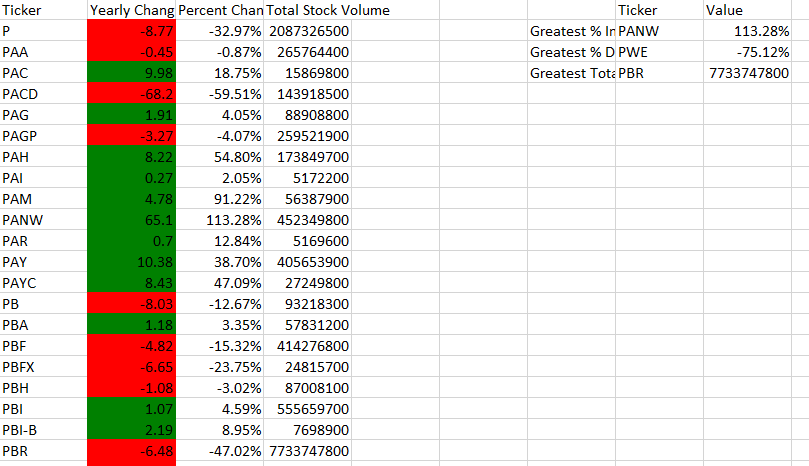 Ticker Yearly Chang Percent Chan Total Stock Volume Ticker Value
P -8.77 -32.97% 2087326500 Greatest % In PANW 113.28%
PAA -0.45 -0.87% 265764400 Greatest % D PWE -75.12%
PAC 9.98 18.75% 15869800 Greatest Tota PBR 7733747800
PACD -68.2 -59.51% 143918500
PAG 1.91 4.05% 88908800
PAGP -3.27 -4.07% 259521900
PAH 8.22 54.80% 173849700
PAI 0.27 2.05% 5172200
PAM 4.78 91.22% 56387900
PANW 65.1 113.28% 452349800
PAR 0.7 12.84% 5169600
PAY 10.38 38.70% 405653900
PAYC 8.43 47.09% 27249800
PB -8.03 -12.67% 93218300
PBA 1.18 3.35% 57831200
PBF -4.82 -15.32% 414276800
PBFX -6.65 -23.75% 24815700
PBH -1.08 -3.02% 87008100
PBI 1.07 4.59% 555659700
PBI-B 2.19 8.95% 7698900
PBR -6.48 -47.02% 7733747800